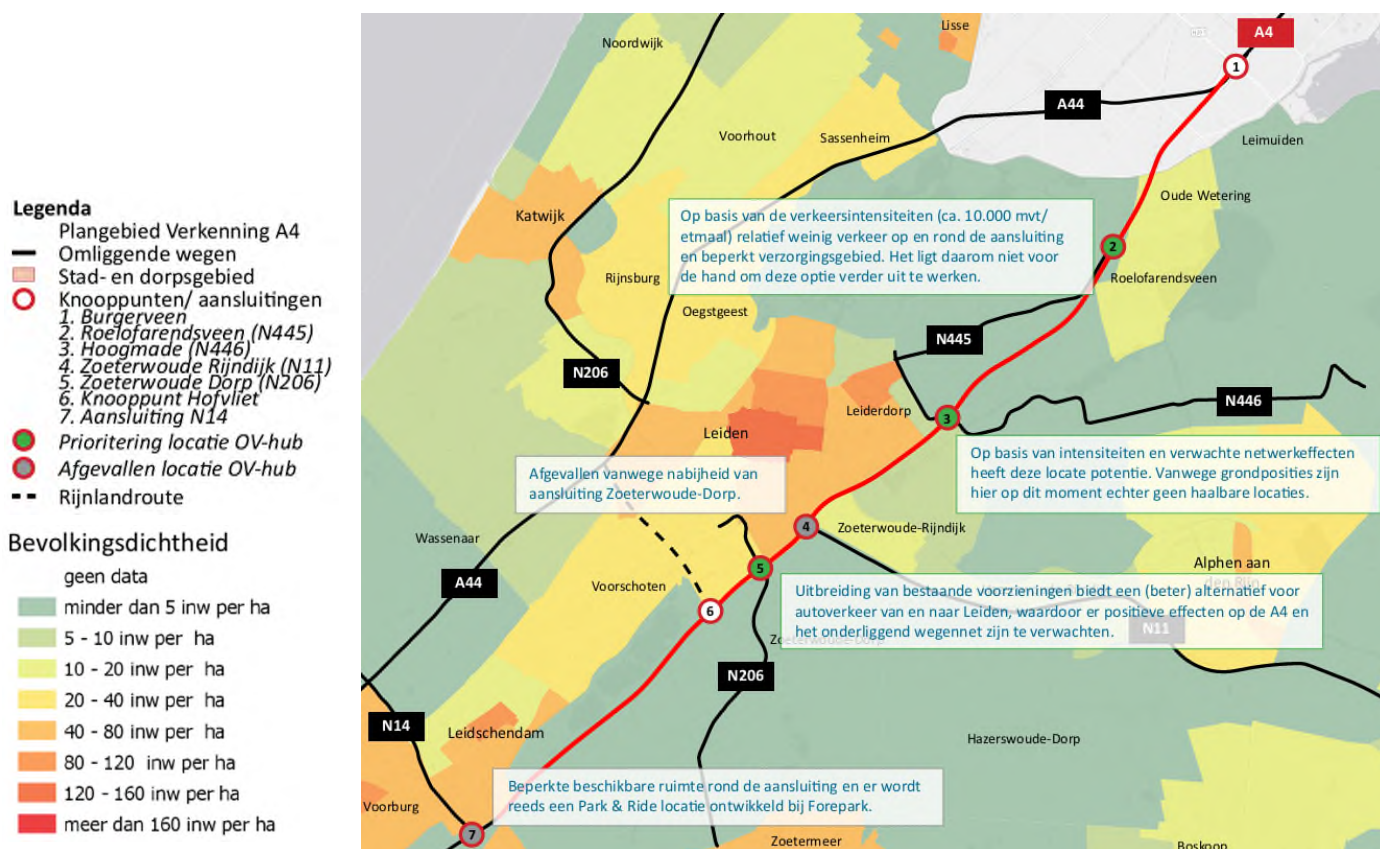 Legenda
Plangebied Verkenning A4
Omliggende wegen
Stad- en dorpsgebied
Knooppunten/ aansluitingen
1. Burgerveen
2. Roelofarendsveen (N445)
3. Hoogmade (N446)
4. Zoeterwoude Rijndijk (N11)
5. Zoeterwoude Dorp (N206)
6. Knooppunt Hofvliet
7. Aansluiting N14
Prioritering locatie OV-hub
Afgevallen locatie OV-hub
Rijnlandroute
Bevolkingsdichtheid
geen data
minder dan 5 inw per ha
5 - 10 inw per ha
10 - 20 inw per ha
20 - 40 inw per ha
40 - 80 inw per ha
80 - 120 inw per ha
120 - 160 inw per ha
meer dan 160 inw per ha
Lisse
A4
Noordwijk
1
A44
Voorhout
Sassenheim
Leimuiden
Katwijk
Oude Wetering
Op basis van de verkeersintensiteiten (ca. 10.000 mvt/
etmaal) relatief weinig verkeer op en rond de aansluiting
en beperkt verzorgingsgebied. Het ligt daarom niet voor
de hand om deze optie verder uit te werken.
2
Rijnsburg
Roelofarendsveen
Oegstgeest
N445
N206
N446
Leiderdorp
3
Leiden
Op basis van intensiteiten en verwachte netwerkeffecten
heeft deze locate potentie. Vanwege grondposities zijn
hier op dit moment echter geen haalbare locaties.
Afgevallen vanwege nabijheid van
aansluiting Zoeterwoude-Dorp.
4
Zoeterwoude-Rijndijk
Wassenaar
Alphen aan
den Rijn
5
A44
Voorschoten
Uitbreiding van bestaande voorzieningen biedt een (beter) alternatief voor
autoverkeer van en naar Leiden, waardoor er positieve effecten op de A4 en
het onderliggend wegennet zijn te verwachten.
6
N11
Zoeterwoude-Dorp
N206
N14
Leidschendam
Hazerswoude-Dorp
Beperkte beschikbare ruimte rond de aansluiting en er wordt
reeds een Park & Ride locatie ontwikkeld bij Forepark.
Voorburg
7
Zoetermeer
Boskoop